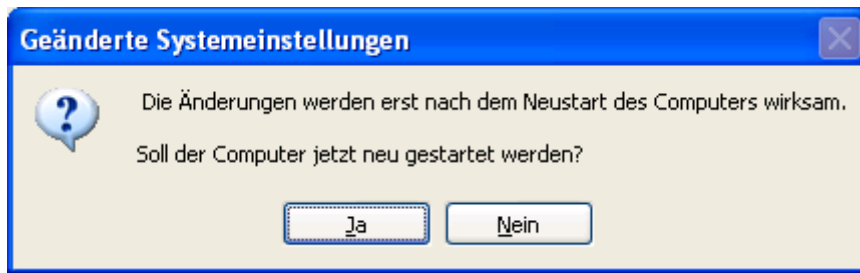 Geänderte Systemeinstellungen
Die Änderungen werden erst nach dem Neustart des Computers wirksam.
Soll der Computer jetzt neu gestartet werden?
Ja Nein